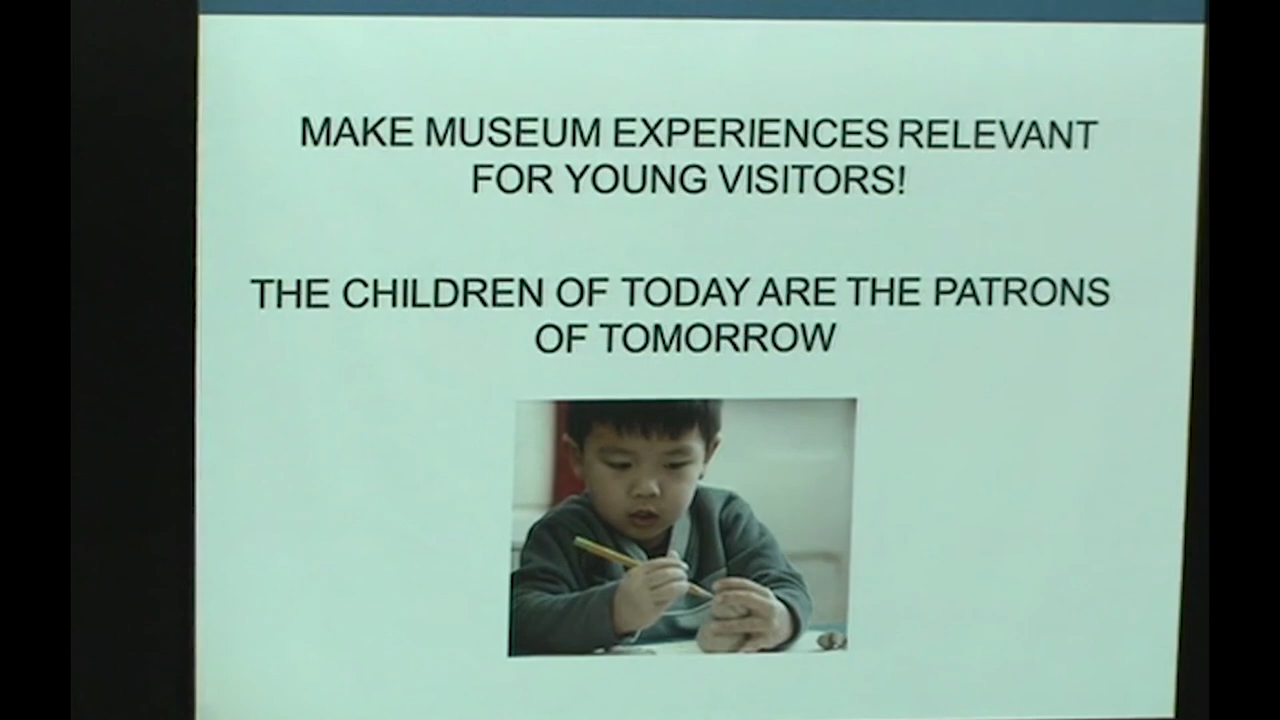 MAKE MUSEUM EXPERIENCES RELEVANT
FOR YOUNG VISITORS!
THE CHILDREN OF TODAY ARE THE PATRONS
OF TOMORROW